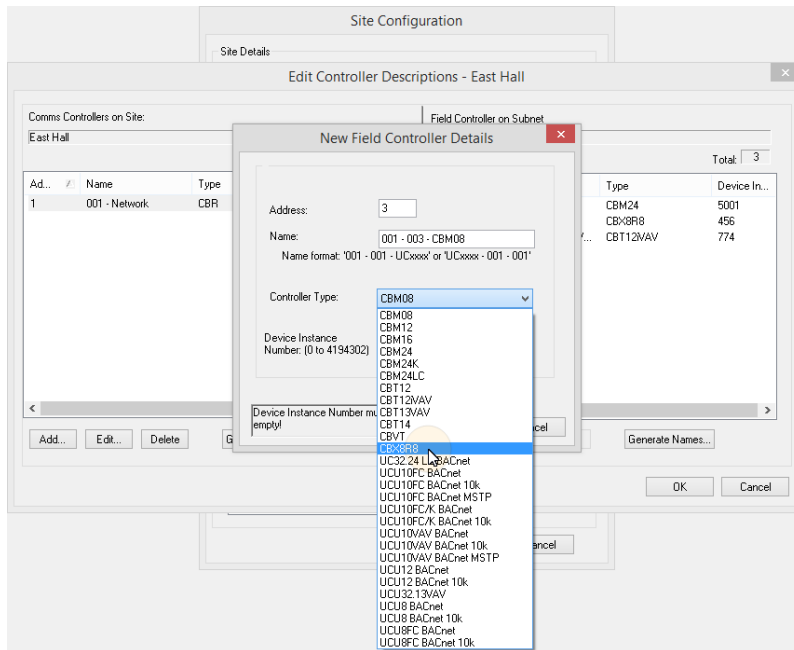 Site Configuration
Site Details
Edit Controller Descriptions - East Hall
Comms Controllers on Site:
Field Controller on Subnet
East Hall
Total: 3
Ad... Name Type
1 001 - Network CBR
Type Device In...
CBM24 5001
CBX8R8 456
CBT12iVAV 774
New Field Controller Details
Address: 3
Name: 001 - 003 - CBM08
Name format: '001 - 001 - UCxxxx' or 'UCxxxx - 001 - 001'
Controller Type: CBM08
Device Instance
Number: (0 to 4194302)
Device Instance Number mu
empty!
CBM08
CBM12
CBM16
CBM24
CBM24K
CBM24LC
CBT12
CBT12iVAV
CBT13VAV
CBT14
CBVT
CBX8R8
UC32.24 BACnet
UCU10FC BACnet
UCU10FC BACnet 10k
UCU10FC BACnet MSTP
UCU10FC/K BACnet
UCU10FC/K BACnet 10k
UCU10VAV BACnet
UCU10VAV BACnet 10k
UCU10VAV BACnet MSTP
UCU12 BACnet
UCU12 BACnet 10k
UCU32.13VAV
UCU8 BACnet
UCU8 BACnet 10k
UCU8FC BACnet
UCU8FC BACnet 10k
Add... Edit... Delete G
ncel
Generate Names...
OK Cancel
ancel